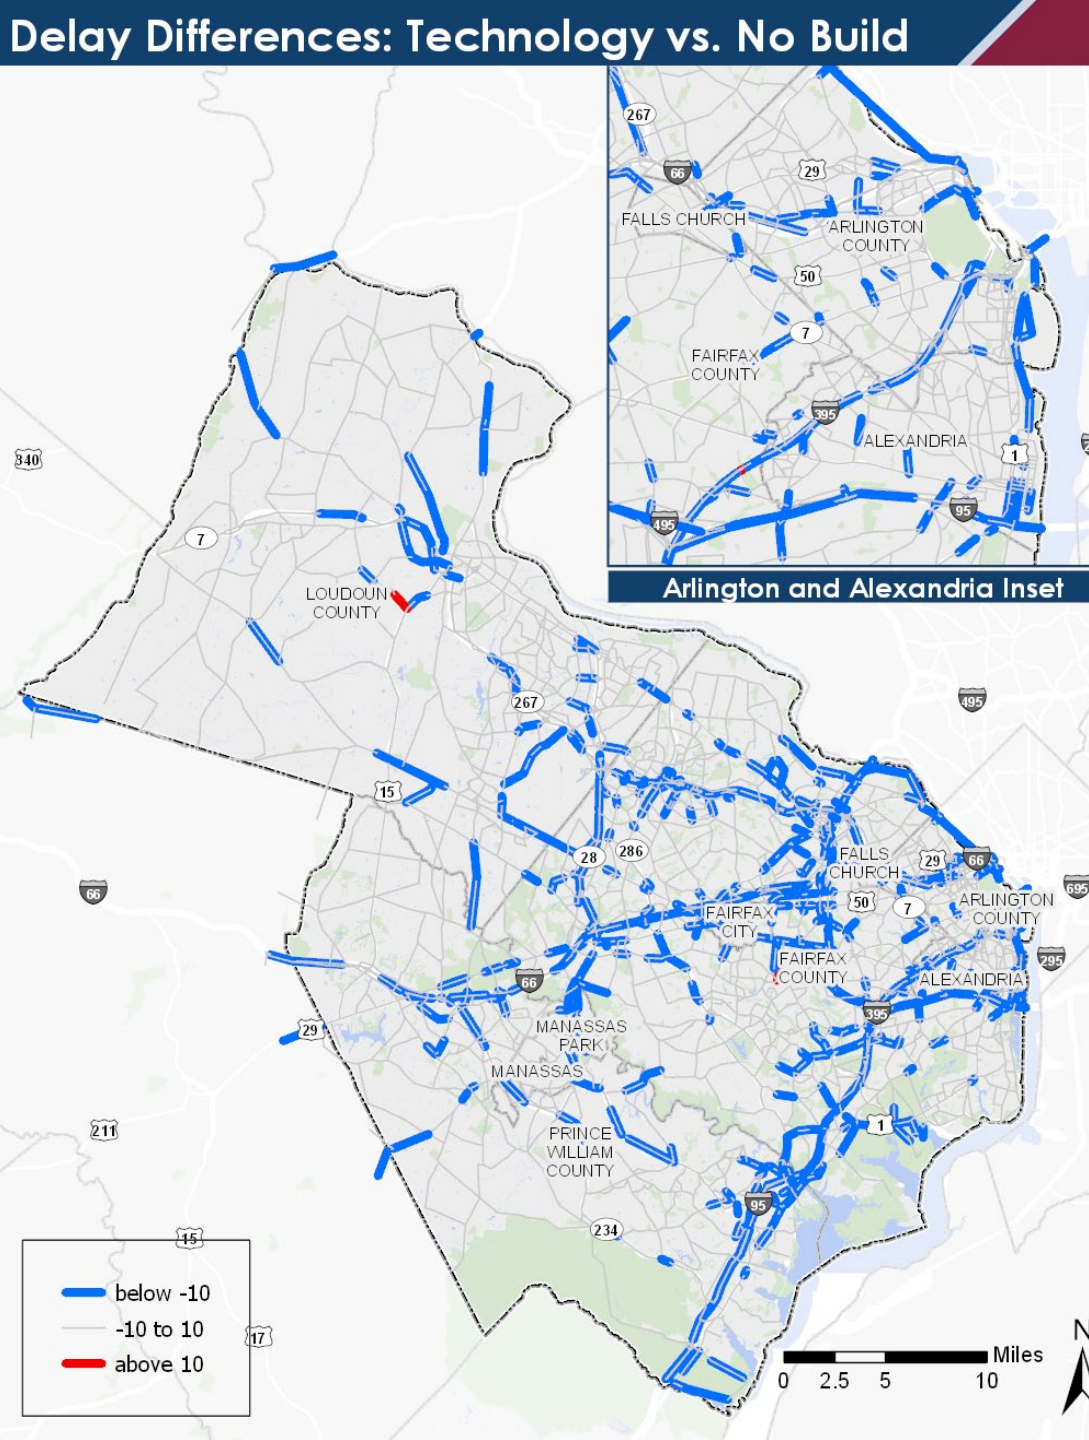 Delay Differences: Technology vs. No Build
267
66
29
FALLS CHURCH
ARLINGTON
COUNTY
50
7
FAIRFAX
COUNTY
395
ALEXANDRIA
1
495
95
Arlington and Alexandria Inset
340
7
LOUDOUN
COUNTY
267
495
15
28
286
FALLS
CHURCH
29
66
66
695
50
7
ARLINGTON
COUNTY
FAIRFAX
CITY
FAIRFAX
COUNTY
295
66
ALEXANDRIA
395
29
MANASSAS
PARK
MANASSAS
211
1
PRINCE
WILLIAM
COUNTY
95
234
15
below -10
-10 to 10
17
above 10
N
Miles
0 2.5 5 10